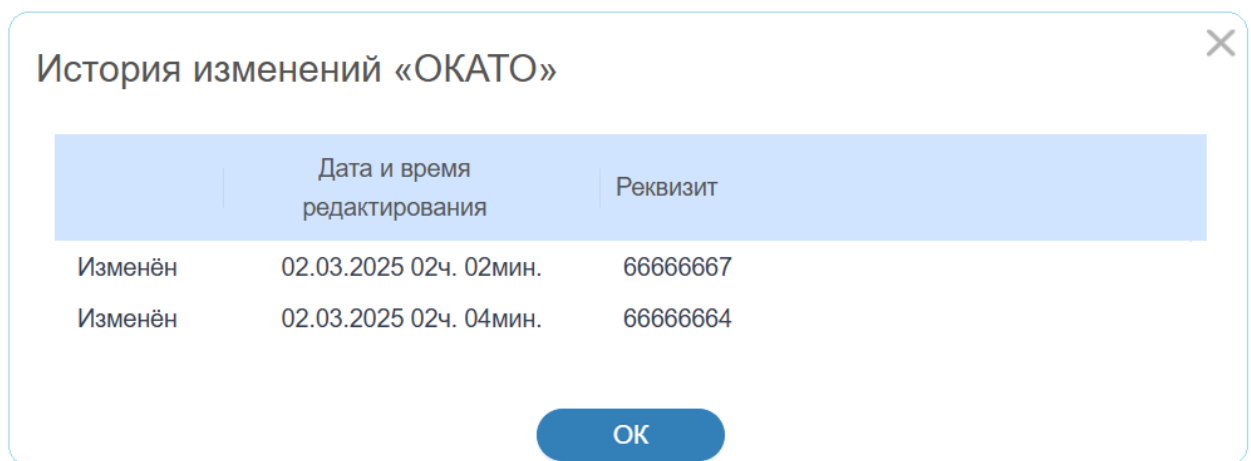 История изменений «ОКАТО»
Дата и время
редактирования
Реквизит
Изменён 02.03.2025 02ч. 02мин. 66666667
Изменён 02.03.2025 02ч. 04мин. 66666664
ОК